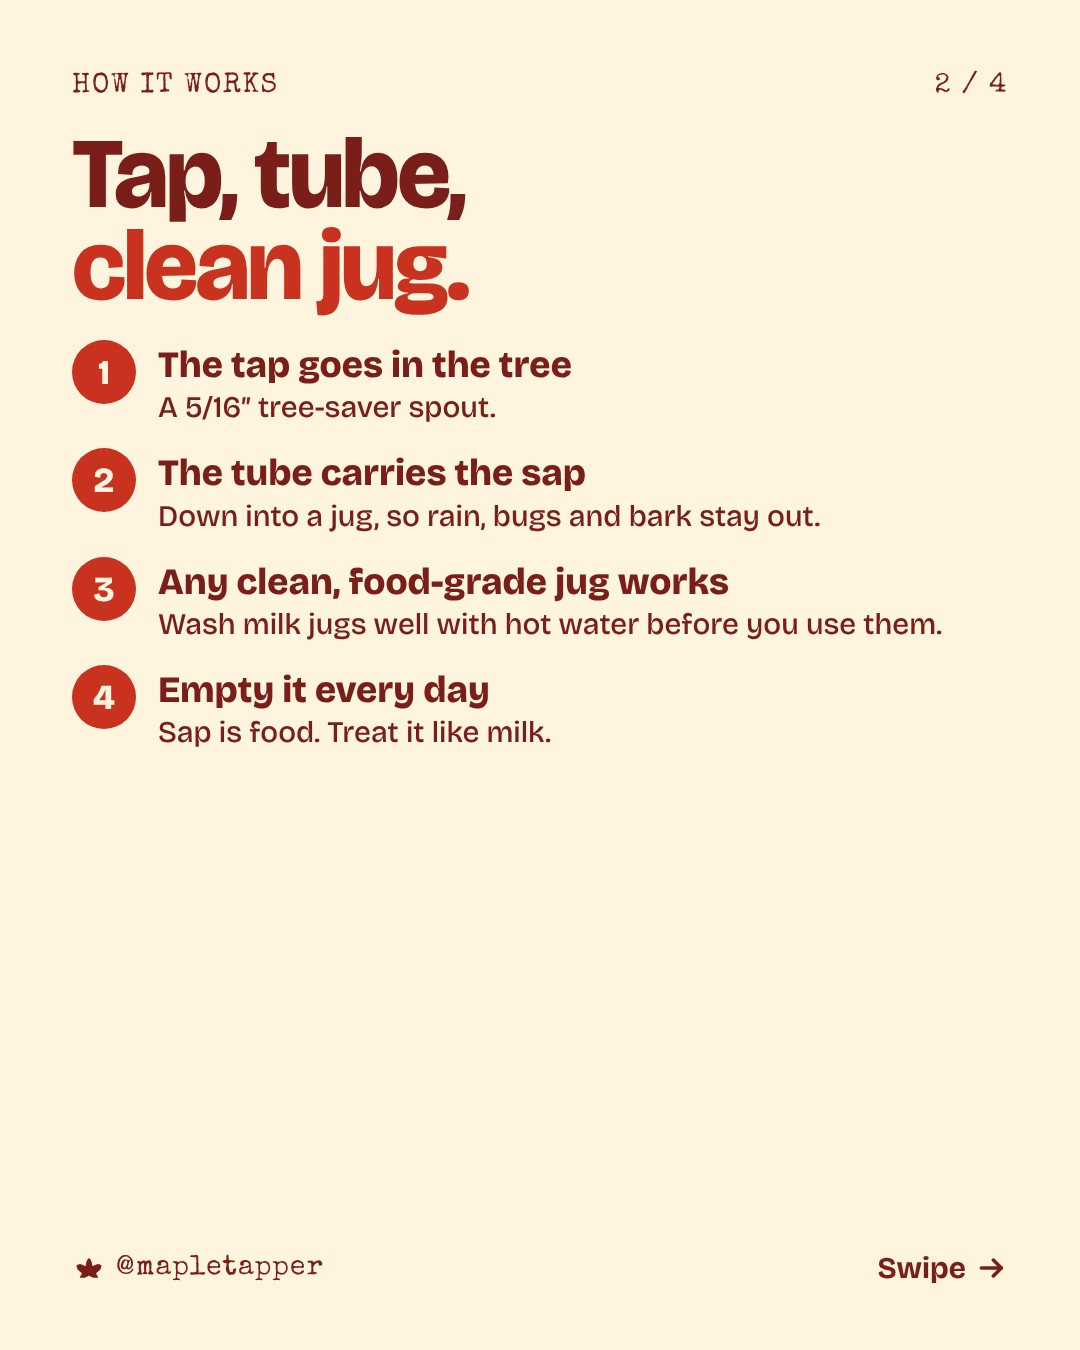 HOW IT WORKS
2 / 4
Tap, tube,
clean jug.
1
The tap goes in the tree
A 5/16″ tree-saver spout.
2
The tube carries the sap
Down into a jug, so rain, bugs and bark stay out.
3
Any clean, food-grade jug works
Wash milk jugs well with hot water before you use them.
4
Empty it every day
Sap is food. Treat it like milk.
@mapletapper
Swipe →